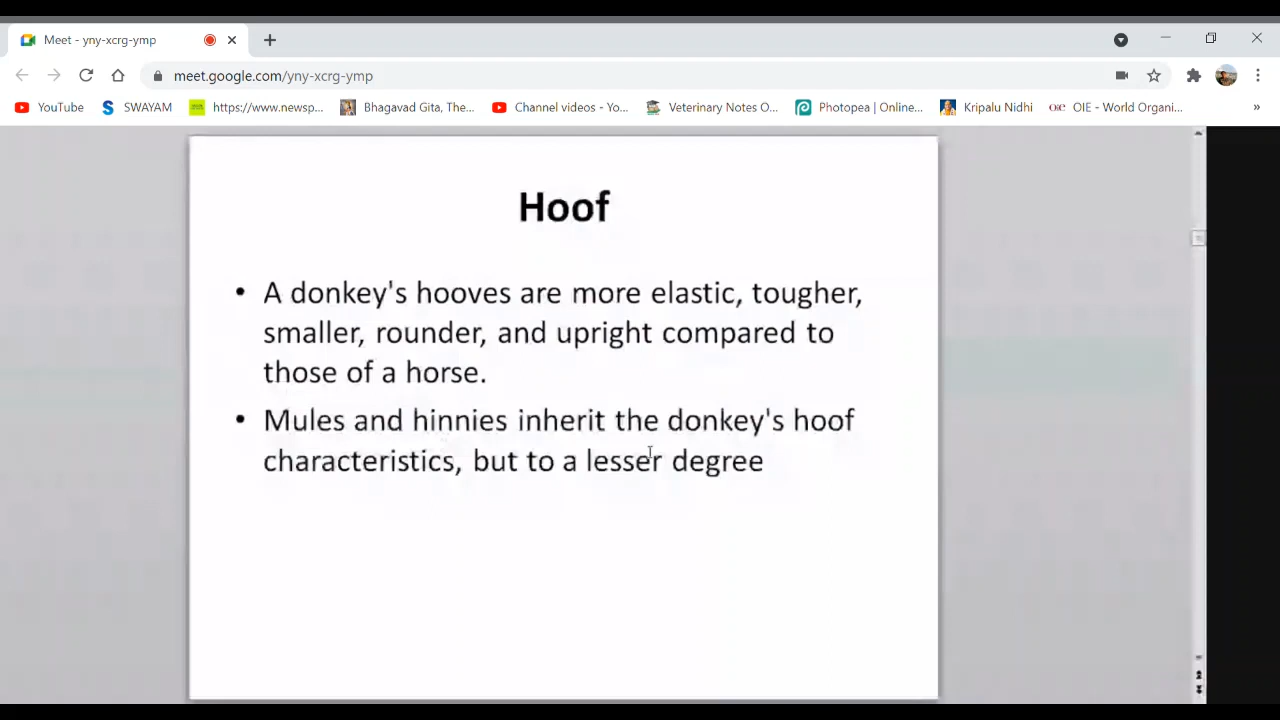 Meet - yny-xcrg-ymp
meet.google.com/yny-xcrg-ymp
YouTube
SWAYAM
https://www.newsp...
Bhagavad Gita, The...
Channel videos - Yo...
Veterinary Notes O...
Photopea | Online...
Kripalu Nidhi
OIE - World Organi...
»
Hoof
• A donkey's hooves are more elastic, tougher,
smaller, rounder, and upright compared to
those of a horse.
• Mules and hinnies inherit the donkey's hoof
characteristics, but to a lesser degree